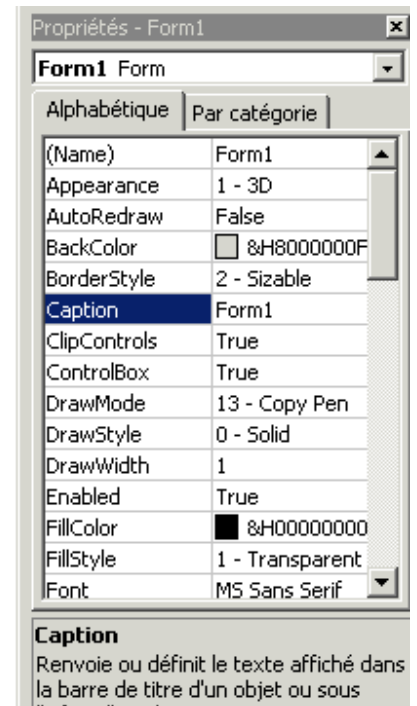 Propriétés - Form1
Form1 Form
Alphabétique Par catégorie
(Name) Form1
Appearance 1 - 3D
AutoRedraw False
BackColor &H8000000F
BorderStyle 2 - Sizable
Caption Form1
ClipControls True
ControlBox True
DrawMode 13 - Copy Pen
DrawStyle 0 - Solid
DrawWidth 1
Enabled True
FillColor &H00000000
FillStyle 1 - Transparent
Font MS Sans Serif
Caption
Renvoie ou définit le texte affiché dans
la barre de titre d'un objet ou sous